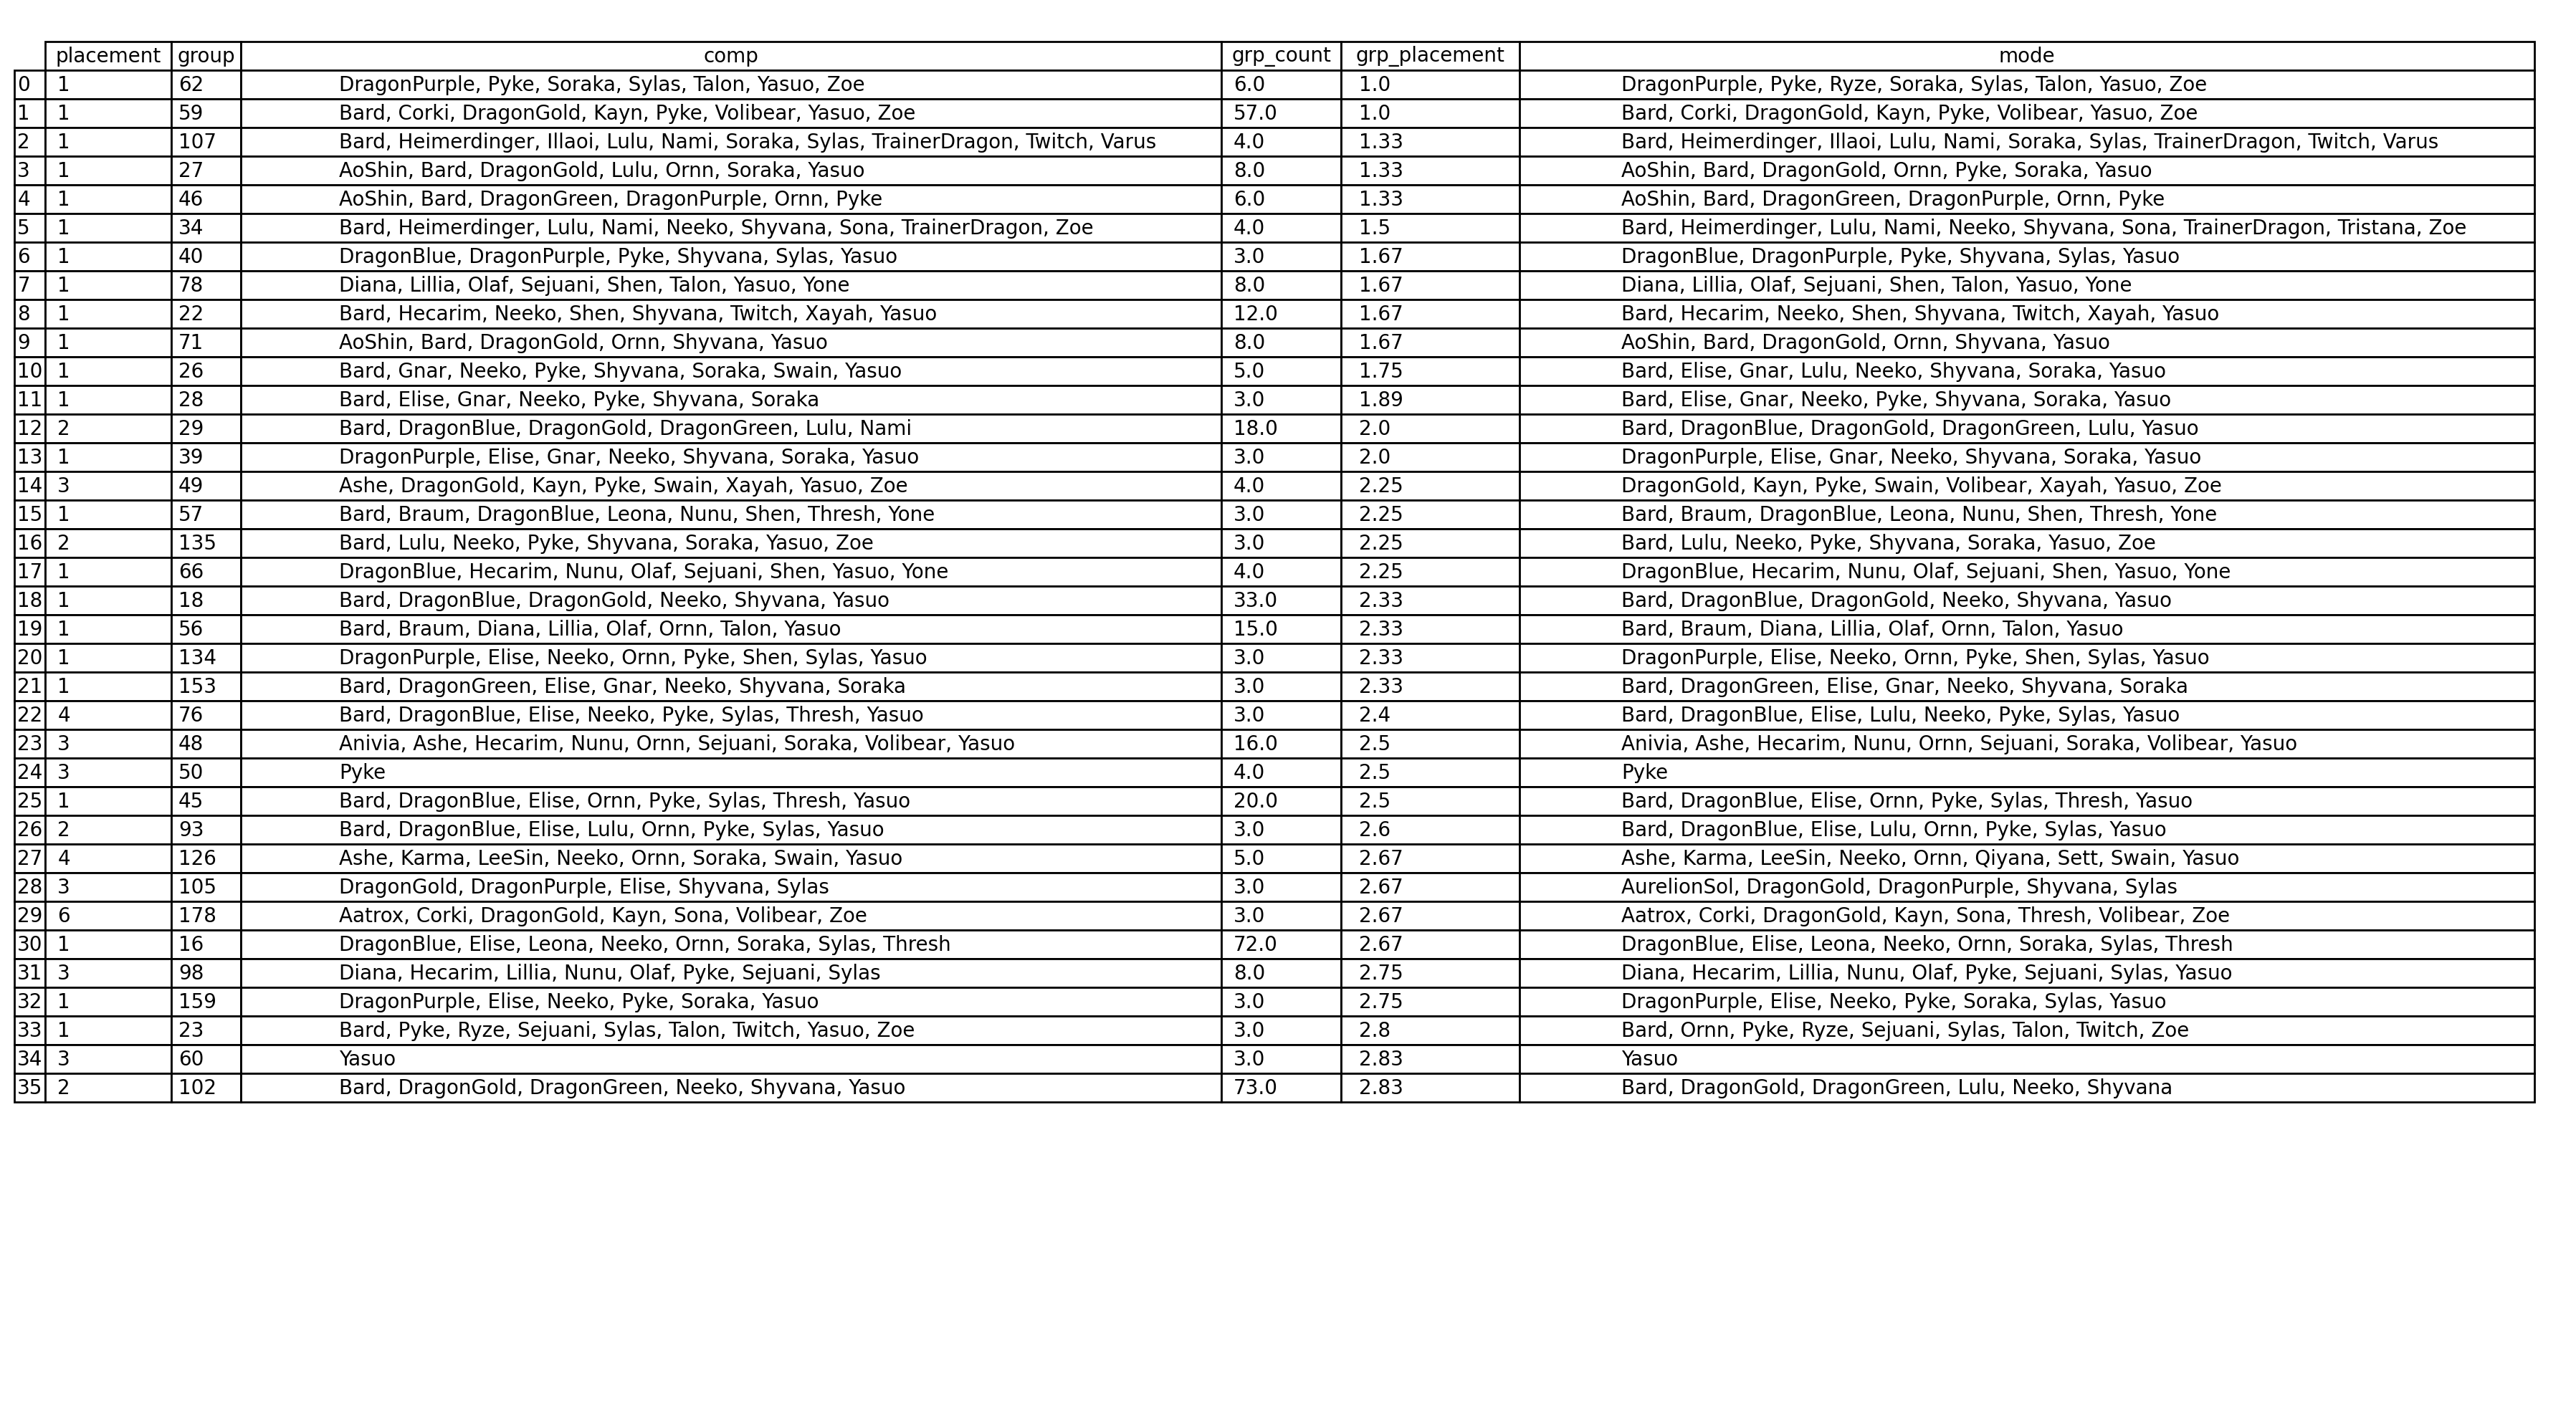 placement group comp grp_count grp_placement mode
0 1 62 DragonPurple, Pyke, Soraka, Sylas, Talon, Yasuo, Zoe 6.0 1.0 DragonPurple, Pyke, Ryze, Soraka, Sylas, Talon, Yasuo, Zoe
1 1 59 Bard, Corki, DragonGold, Kayn, Pyke, Volibear, Yasuo, Zoe 57.0 1.0 Bard, Corki, DragonGold, Kayn, Pyke, Volibear, Yasuo, Zoe
2 1 107 Bard, Heimerdinger, Illaoi, Lulu, Nami, Soraka, Sylas, TrainerDragon, Twitch, Varus 4.0 1.33 Bard, Heimerdinger, Illaoi, Lulu, Nami, Soraka, Sylas, TrainerDragon, Twitch, Varus
3 1 27 AoShin, Bard, DragonGold, Lulu, Ornn, Soraka, Yasuo 8.0 1.33 AoShin, Bard, DragonGold, Ornn, Pyke, Soraka, Yasuo
4 1 46 AoShin, Bard, DragonGreen, DragonPurple, Ornn, Pyke 6.0 1.33 AoShin, Bard, DragonGreen, DragonPurple, Ornn, Pyke
5 1 34 Bard, Heimerdinger, Lulu, Nami, Neeko, Shyvana, Sona, TrainerDragon, Zoe 4.0 1.5 Bard, Heimerdinger, Lulu, Nami, Neeko, Shyvana, Sona, TrainerDragon, Tristana, Zoe
6 1 40 DragonBlue, DragonPurple, Pyke, Shyvana, Sylas, Yasuo 3.0 1.67 DragonBlue, DragonPurple, Pyke, Shyvana, Sylas, Yasuo
7 1 78 Diana, Lillia, Olaf, Sejuani, Shen, Talon, Yasuo, Yone 8.0 1.67 Diana, Lillia, Olaf, Sejuani, Shen, Talon, Yasuo, Yone
8 1 22 Bard, Hecarim, Neeko, Shen, Shyvana, Twitch, Xayah, Yasuo 12.0 1.67 Bard, Hecarim, Neeko, Shen, Shyvana, Twitch, Xayah, Yasuo
9 1 71 AoShin, Bard, DragonGold, Ornn, Shyvana, Yasuo 8.0 1.67 AoShin, Bard, DragonGold, Ornn, Shyvana, Yasuo
10 1 26 Bard, Gnar, Neeko, Pyke, Shyvana, Soraka, Swain, Yasuo 5.0 1.75 Bard, Elise, Gnar, Lulu, Neeko, Shyvana, Soraka, Yasuo
11 1 28 Bard, Elise, Gnar, Neeko, Pyke, Shyvana, Soraka 3.0 1.89 Bard, Elise, Gnar, Neeko, Pyke, Shyvana, Soraka, Yasuo
12 2 29 Bard, DragonBlue, DragonGold, DragonGreen, Lulu, Nami 18.0 2.0 Bard, DragonBlue, DragonGold, DragonGreen, Lulu, Yasuo
13 1 39 DragonPurple, Elise, Gnar, Neeko, Shyvana, Soraka, Yasuo 3.0 2.0 DragonPurple, Elise, Gnar, Neeko, Shyvana, Soraka, Yasuo
14 3 49 Ashe, DragonGold, Kayn, Pyke, Swain, Xayah, Yasuo, Zoe 4.0 2.25 DragonGold, Kayn, Pyke, Swain, Volibear, Xayah, Yasuo, Zoe
15 1 57 Bard, Braum, DragonBlue, Leona, Nunu, Shen, Thresh, Yone 3.0 2.25 Bard, Braum, DragonBlue, Leona, Nunu, Shen, Thresh, Yone
16 2 135 Bard, Lulu, Neeko, Pyke, Shyvana, Soraka, Yasuo, Zoe 3.0 2.25 Bard, Lulu, Neeko, Pyke, Shyvana, Soraka, Yasuo, Zoe
17 1 66 DragonBlue, Hecarim, Nunu, Olaf, Sejuani, Shen, Yasuo, Yone 4.0 2.25 DragonBlue, Hecarim, Nunu, Olaf, Sejuani, Shen, Yasuo, Yone
18 1 18 Bard, DragonBlue, DragonGold, Neeko, Shyvana, Yasuo 33.0 2.33 Bard, DragonBlue, DragonGold, Neeko, Shyvana, Yasuo
19 1 56 Bard, Braum, Diana, Lillia, Olaf, Ornn, Talon, Yasuo 15.0 2.33 Bard, Braum, Diana, Lillia, Olaf, Ornn, Talon, Yasuo
20 1 134 DragonPurple, Elise, Neeko, Ornn, Pyke, Shen, Sylas, Yasuo 3.0 2.33 DragonPurple, Elise, Neeko, Ornn, Pyke, Shen, Sylas, Yasuo
21 1 153 Bard, DragonGreen, Elise, Gnar, Neeko, Shyvana, Soraka 3.0 2.33 Bard, DragonGreen, Elise, Gnar, Neeko, Shyvana, Soraka
22 4 76 Bard, DragonBlue, Elise, Neeko, Pyke, Sylas, Thresh, Yasuo 3.0 2.4 Bard, DragonBlue, Elise, Lulu, Neeko, Pyke, Sylas, Yasuo
23 3 48 Anivia, Ashe, Hecarim, Nunu, Ornn, Sejuani, Soraka, Volibear, Yasuo 16.0 2.5 Anivia, Ashe, Hecarim, Nunu, Ornn, Sejuani, Soraka, Volibear, Yasuo
24 3 50 Pyke 4.0 2.5 Pyke
25 1 45 Bard, DragonBlue, Elise, Ornn, Pyke, Sylas, Thresh, Yasuo 20.0 2.5 Bard, DragonBlue, Elise, Ornn, Pyke, Sylas, Thresh, Yasuo
26 2 93 Bard, DragonBlue, Elise, Lulu, Ornn, Pyke, Sylas, Yasuo 3.0 2.6 Bard, DragonBlue, Elise, Lulu, Ornn, Pyke, Sylas, Yasuo
27 4 126 Ashe, Karma, LeeSin, Neeko, Ornn, Soraka, Swain, Yasuo 5.0 2.67 Ashe, Karma, LeeSin, Neeko, Ornn, Qiyana, Sett, Swain, Yasuo
28 3 105 DragonGold, DragonPurple, Elise, Shyvana, Sylas 3.0 2.67 AurelionSol, DragonGold, DragonPurple, Shyvana, Sylas
29 6 178 Aatrox, Corki, DragonGold, Kayn, Sona, Volibear, Zoe 3.0 2.67 Aatrox, Corki, DragonGold, Kayn, Sona, Thresh, Volibear, Zoe
30 1 16 DragonBlue, Elise, Leona, Neeko, Ornn, Soraka, Sylas, Thresh 72.0 2.67 DragonBlue, Elise, Leona, Neeko, Ornn, Soraka, Sylas, Thresh
31 3 98 Diana, Hecarim, Lillia, Nunu, Olaf, Pyke, Sejuani, Sylas 8.0 2.75 Diana, Hecarim, Lillia, Nunu, Olaf, Pyke, Sejuani, Sylas, Yasuo
32 1 159 DragonPurple, Elise, Neeko, Pyke, Soraka, Yasuo 3.0 2.75 DragonPurple, Elise, Neeko, Pyke, Soraka, Sylas, Yasuo
33 1 23 Bard, Pyke, Ryze, Sejuani, Sylas, Talon, Twitch, Yasuo, Zoe 3.0 2.8 Bard, Ornn, Pyke, Ryze, Sejuani, Sylas, Talon, Twitch, Zoe
34 3 60 Yasuo 3.0 2.83 Yasuo
35 2 102 Bard, DragonGold, DragonGreen, Neeko, Shyvana, Yasuo 73.0 2.83 Bard, DragonGold, DragonGreen, Lulu, Neeko, Shyvana